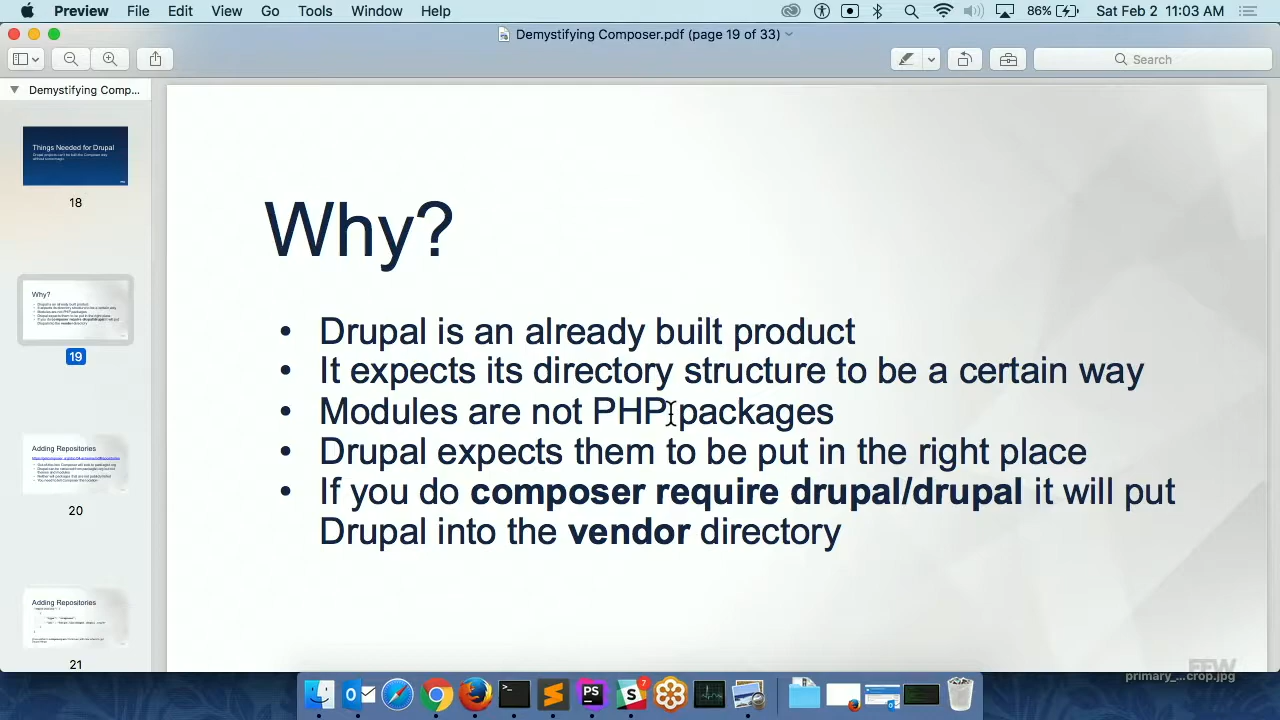 Preview File Edit View Go Tools Window Help 86% Sat Feb 2 11:03 AM
Demystifying Composer.pdf (page 19 of 33)
Search
Demystifying Comp...
Things Needed for Drupal
18
Why?
19
Adding Repositories
20
Adding Repositories
21
Why?
• Drupal is an already built product
• It expects its directory structure to be a certain way
• Modules are not PHP packages
• Drupal expects them to be put in the right place
• If you do composer require drupal/drupal it will put
Drupal into the vendor directory
FFW
primary_...crop.jpg
7